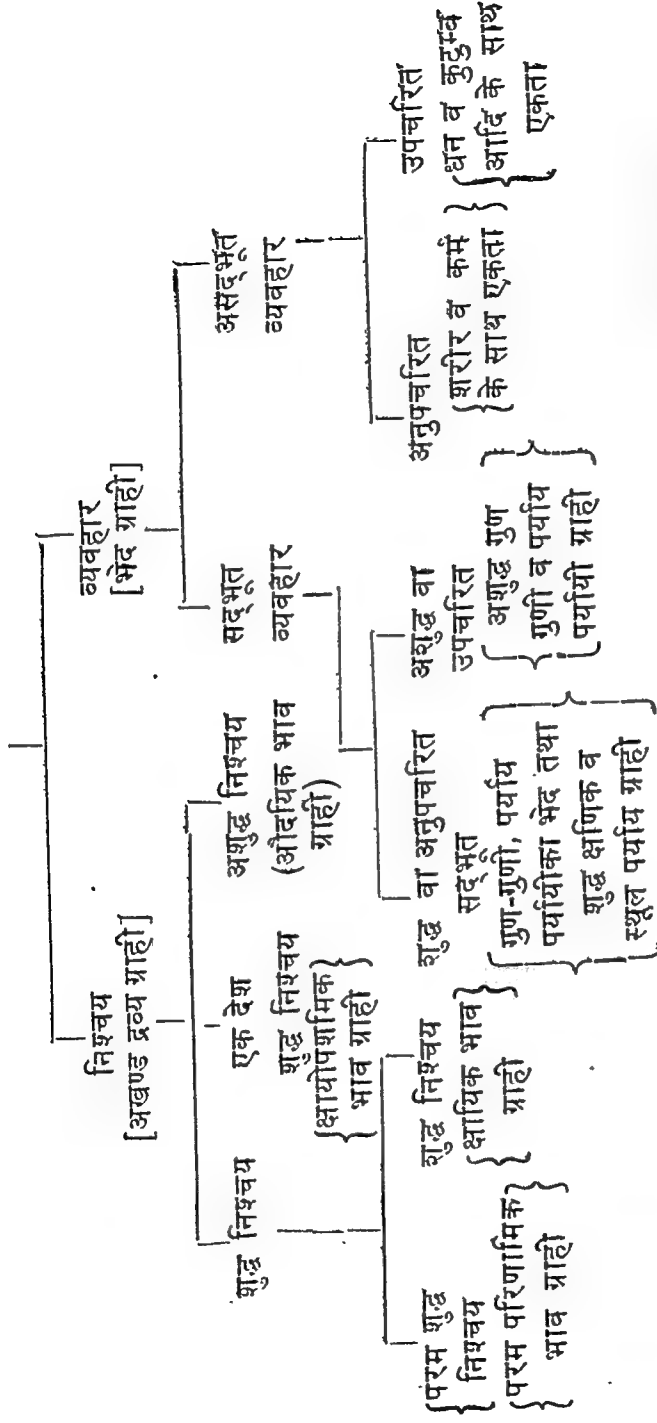 निश्चय
[अखण्ड द्रव्य ग्राही]
व्यवहार
[भेद ग्राही]
शुद्ध निश्चय
एक देश
शुद्ध निश्चय
{क्षायोपशमिक}
भाव ग्राही
अशुद्ध निश्चय
(औदयिक भाव
ग्राही)
सद्भूत
व्यवहार
असद्भूत
व्यवहार
{परम शुद्ध
निश्चय
परम परिणामिक}
भाव ग्राही
शुद्ध निश्चय
{क्षायिक भाव}
ग्राही
शुद्ध वा अनुपचरित
सद्भूत
{गुण-गुणी, पर्याय
पर्यायीका भेद तथा
शुद्ध क्षणिक व
स्थूल पर्याय ग्राही}
अशुद्ध वा
उपचरित
{अशुद्ध गुण
गुणी व पर्याय
पर्यायी ग्राही}
अनुपचरित
{शरीर व कर्म
के साथ एकता}
उपचरित
धन व कुटुम्ब
{आदि के साथ
एकता}